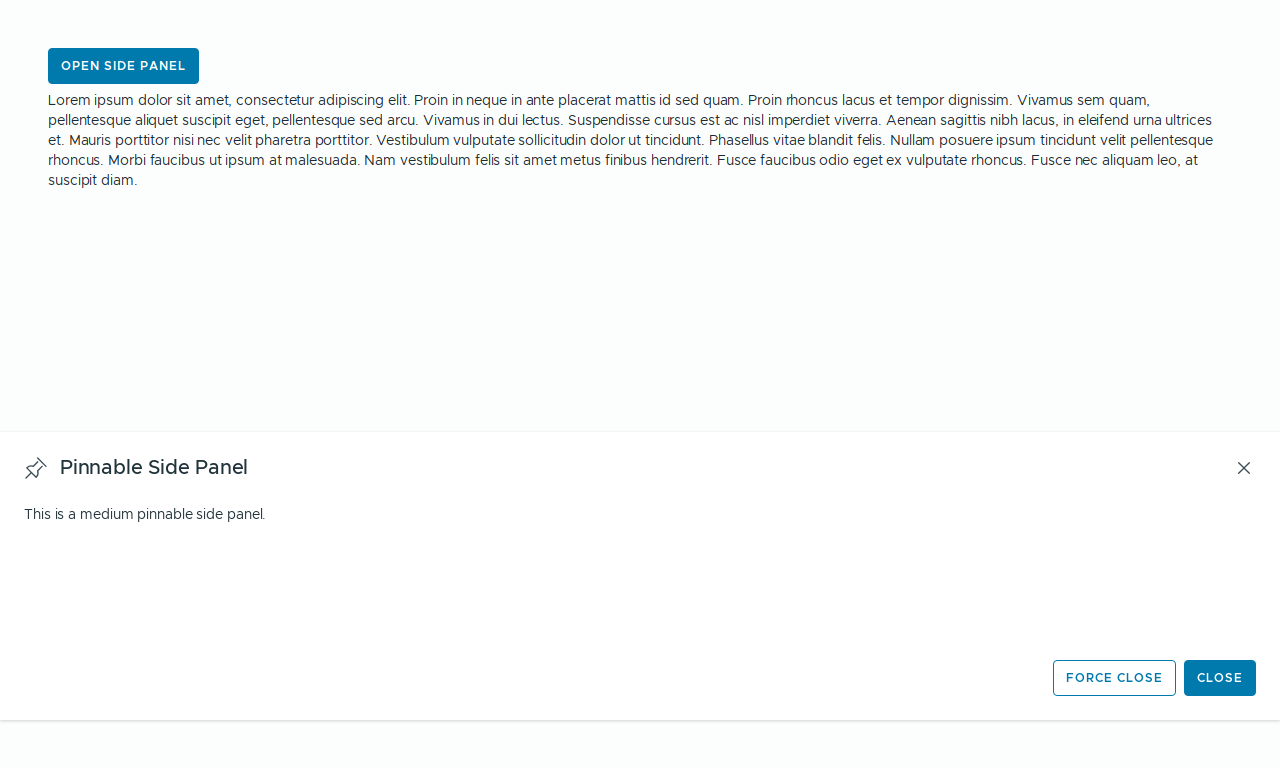 OPEN SIDE PANEL
Lorem ipsum dolor sit amet, consectetur adipiscing elit. Proin in neque in ante placerat mattis id sed quam. Proin rhoncus lacus et tempor dignissim. Vivamus sem quam,
pellentesque aliquet suscipit eget, pellentesque sed arcu. Vivamus in dui lectus. Suspendisse cursus est ac nisl imperdiet viverra. Aenean sagittis nibh lacus, in eleifend urna ultrices
et. Mauris porttitor nisi nec velit pharetra porttitor. Vestibulum vulputate sollicitudin dolor ut tincidunt. Phasellus vitae blandit felis. Nullam posuere ipsum tincidunt velit pellentesque
rhoncus. Morbi faucibus ut ipsum at malesuada. Nam vestibulum felis sit amet metus finibus hendrerit. Fusce faucibus odio eget ex vulputate rhoncus. Fusce nec aliquam leo, at
suscipit diam.
Pinnable Side Panel
This is a medium pinnable side panel.
FORCE CLOSE
CLOSE